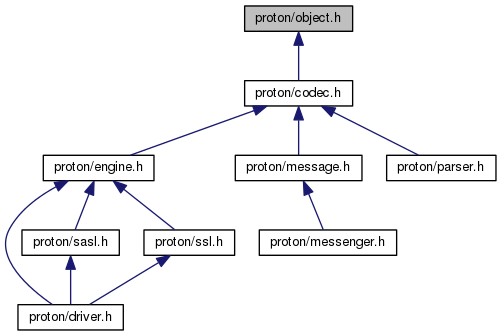 proton/object.h
proton/codec.h
proton/engine.h
proton/message.h
proton/parser.h
proton/sasl.h
proton/ssl.h
proton/messenger.h
proton/driver.h